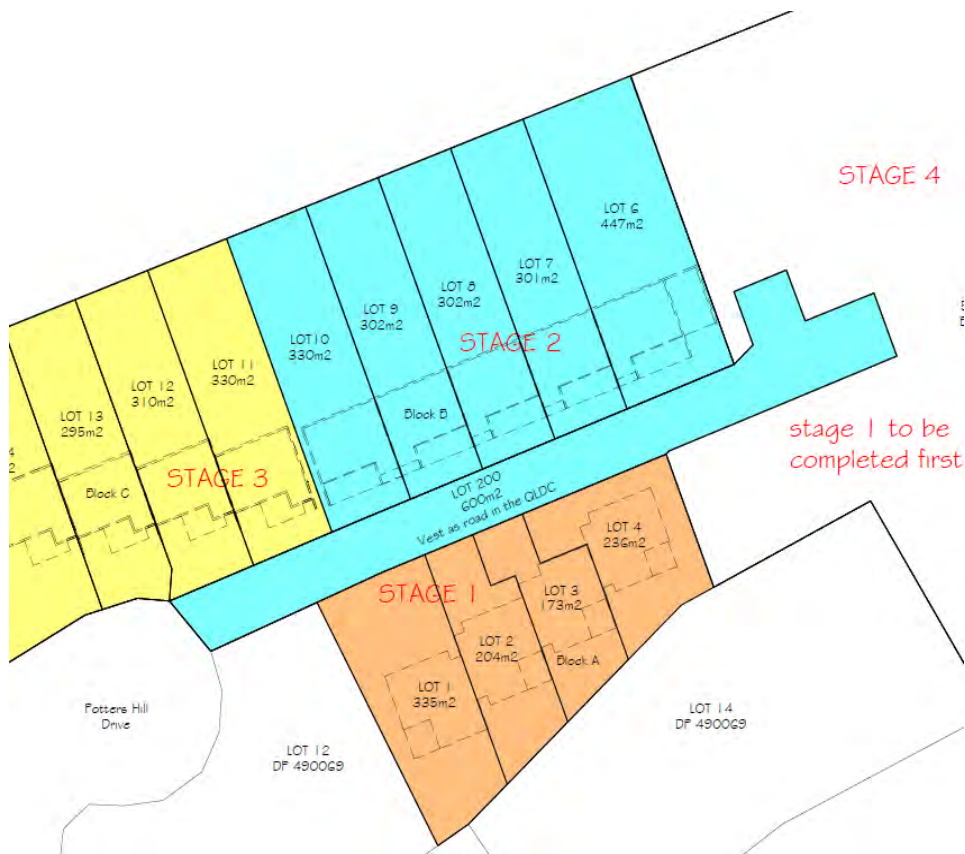 STAGE 4
LOT 6
447m2
LOT 7
301m2
LOT 8
302m2
LOT 9
302m2
LOT10
330m2
STAGE 2
Block B
LOT 11
330m2
LOT 12
310m2
LOT 13
295m2
STAGE 3
Block C
stage 1 to be
completed first
LOT 200
600m2
Vest as road in the QLDC
STAGE 1
LOT 4
236m2
LOT 3
173m2
LOT 2
204m2
Block A
LOT 1
335m2
Potters Hill
Drive
LOT 12
DP 490069
LOT 14
DP 490069